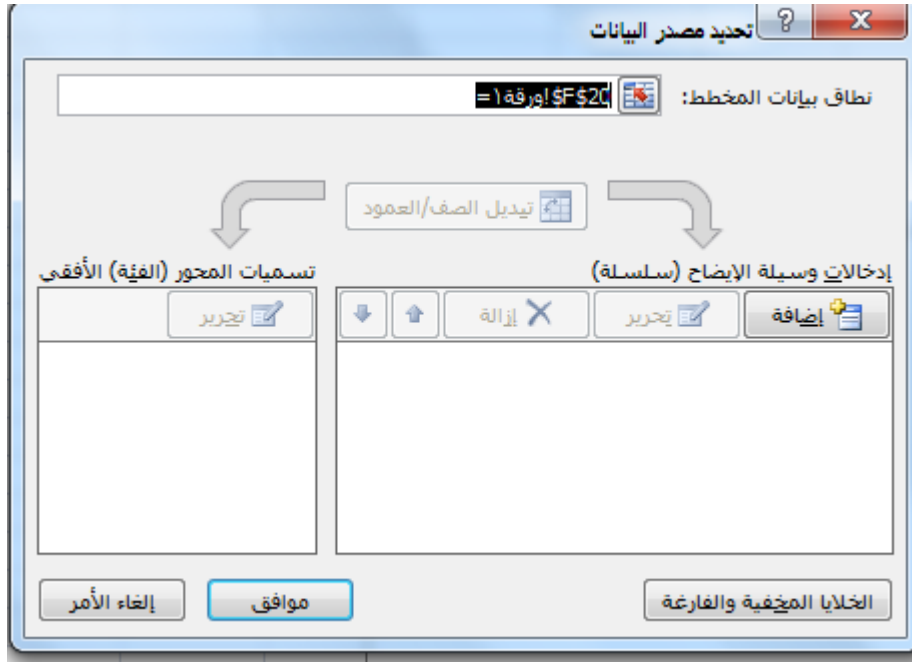 تحديد مصدر البيانات
نطاق بيانات المخطط: =ورقة١!$F$20
تبديل الصف/العمود
إدخالات وسيلة الإيضاح (سلسلة)
إضافة
تحرير
إزالة
تسميات المحور (الفئة) الأفقي
تحرير
الخلايا المخفية والفارغة
موافق
إلغاء الأمر